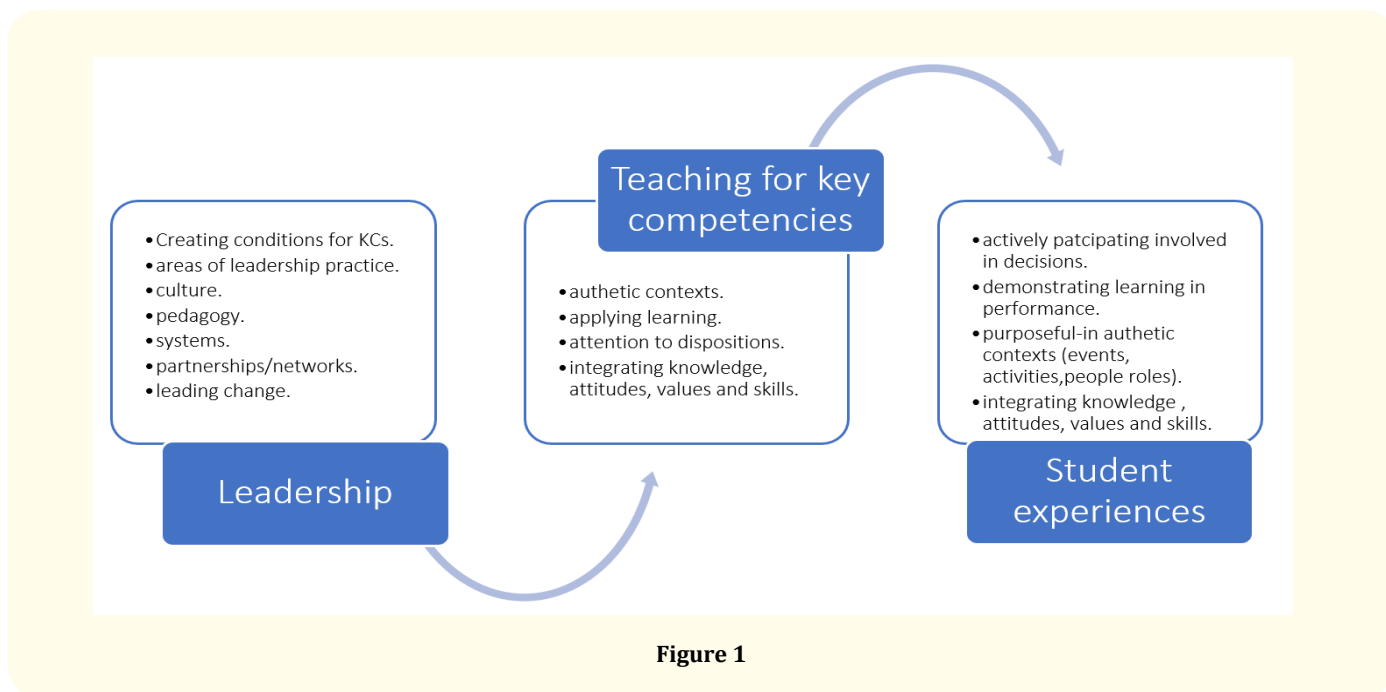 •Creating conditions for KCs.
•areas of leadership practice.
•culture.
•pedagogy.
•systems.
•partnerships/networks.
•leading change.
Leadership
Teaching for key
competencies
•authetic contexts.
•applying learning.
•attention to dispositions.
•integrating knowledge,
attitudes, values and skills.
•actively patcipating involved
in decisions.
•demonstrating learning in
performance.
•purposeful-in authetic
contexts (events,
activities,people roles).
•integrating knowledge ,
attitudes, values and skills.
Student
experiences
Figure 1